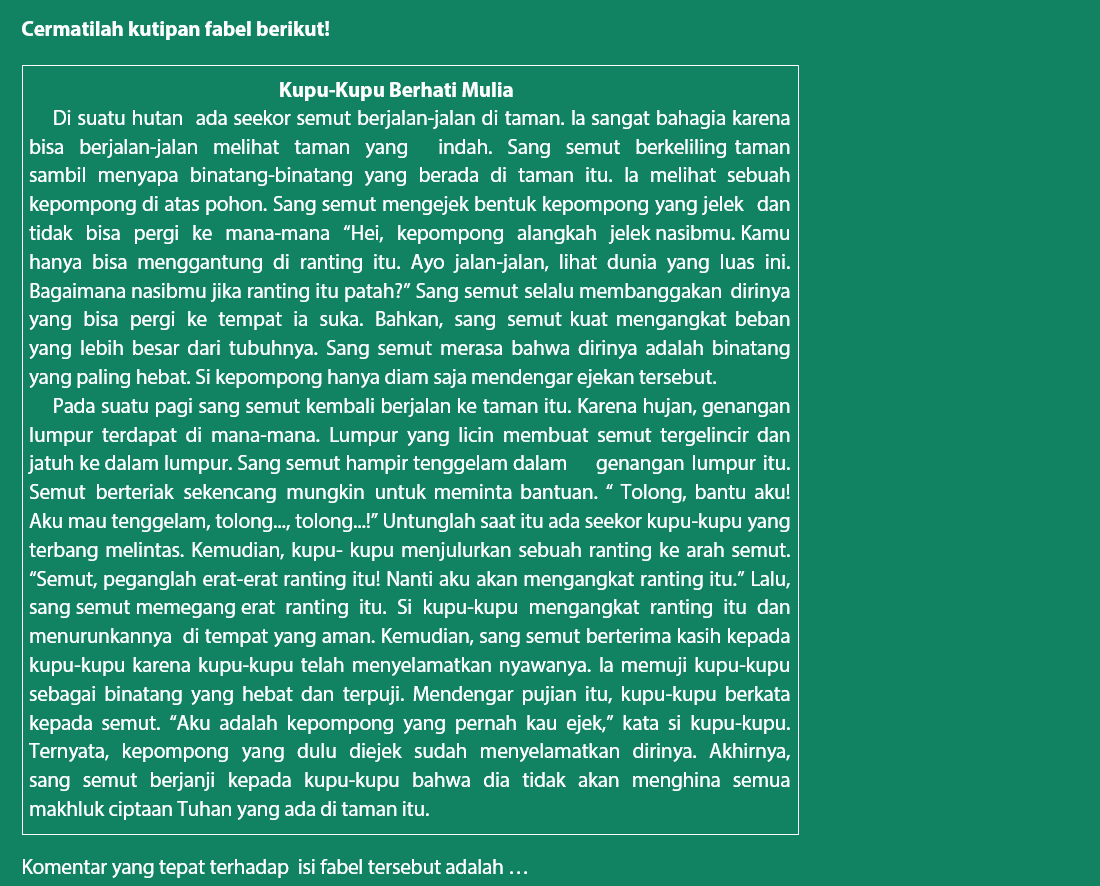 Cermatilah kutipan fabel berikut!
Kupu-Kupu Berhati Mulia
Di suatu hutan ada seekor semut berjalan-jalan di taman. Ia sangat bahagia karena
bisa berjalan-jalan melihat taman yang indah. Sang semut berkeliling taman
sambil menyapa binatang-binatang yang berada di taman itu. Ia melihat sebuah
kepompong di atas pohon. Sang semut mengejek bentuk kepompong yang jelek dan
tidak bisa pergi ke mana-mana “Hei, kepompong alangkah jelek nasibmu. Kamu
hanya bisa menggantung di ranting itu. Ayo jalan-jalan, lihat dunia yang luas ini.
Bagaimana nasibmu jika ranting itu patah?” Sang semut selalu membanggakan dirinya
yang bisa pergi ke tempat ia suka. Bahkan, sang semut kuat mengangkat beban
yang lebih besar dari tubuhnya. Sang semut merasa bahwa dirinya adalah binatang
yang paling hebat. Si kepompong hanya diam saja mendengar ejekan tersebut.
Pada suatu pagi sang semut kembali berjalan ke taman itu. Karena hujan, genangan
lumpur terdapat di mana-mana. Lumpur yang licin membuat semut tergelincir dan
jatuh ke dalam lumpur. Sang semut hampir tenggelam dalam genangan lumpur itu.
Semut berteriak sekencang mungkin untuk meminta bantuan. “ Tolong, bantu aku!
Aku mau tenggelam, tolong..., tolong...!” Untunglah saat itu ada seekor kupu-kupu yang
terbang melintas. Kemudian, kupu- kupu menjulurkan sebuah ranting ke arah semut.
“Semut, peganglah erat-erat ranting itu! Nanti aku akan mengangkat ranting itu.” Lalu,
sang semut memegang erat ranting itu. Si kupu-kupu mengangkat ranting itu dan
menurunkannya di tempat yang aman. Kemudian, sang semut berterima kasih kepada
kupu-kupu karena kupu-kupu telah menyelamatkan nyawanya. Ia memuji kupu-kupu
sebagai binatang yang hebat dan terpuji. Mendengar pujian itu, kupu-kupu berkata
kepada semut. “Aku adalah kepompong yang pernah kau ejek,” kata si kupu-kupu.
Ternyata, kepompong yang dulu diejek sudah menyelamatkan dirinya. Akhirnya,
sang semut berjanji kepada kupu-kupu bahwa dia tidak akan menghina semua
makhluk ciptaan Tuhan yang ada di taman itu.
Komentar yang tepat terhadap isi fabel tersebut adalah …